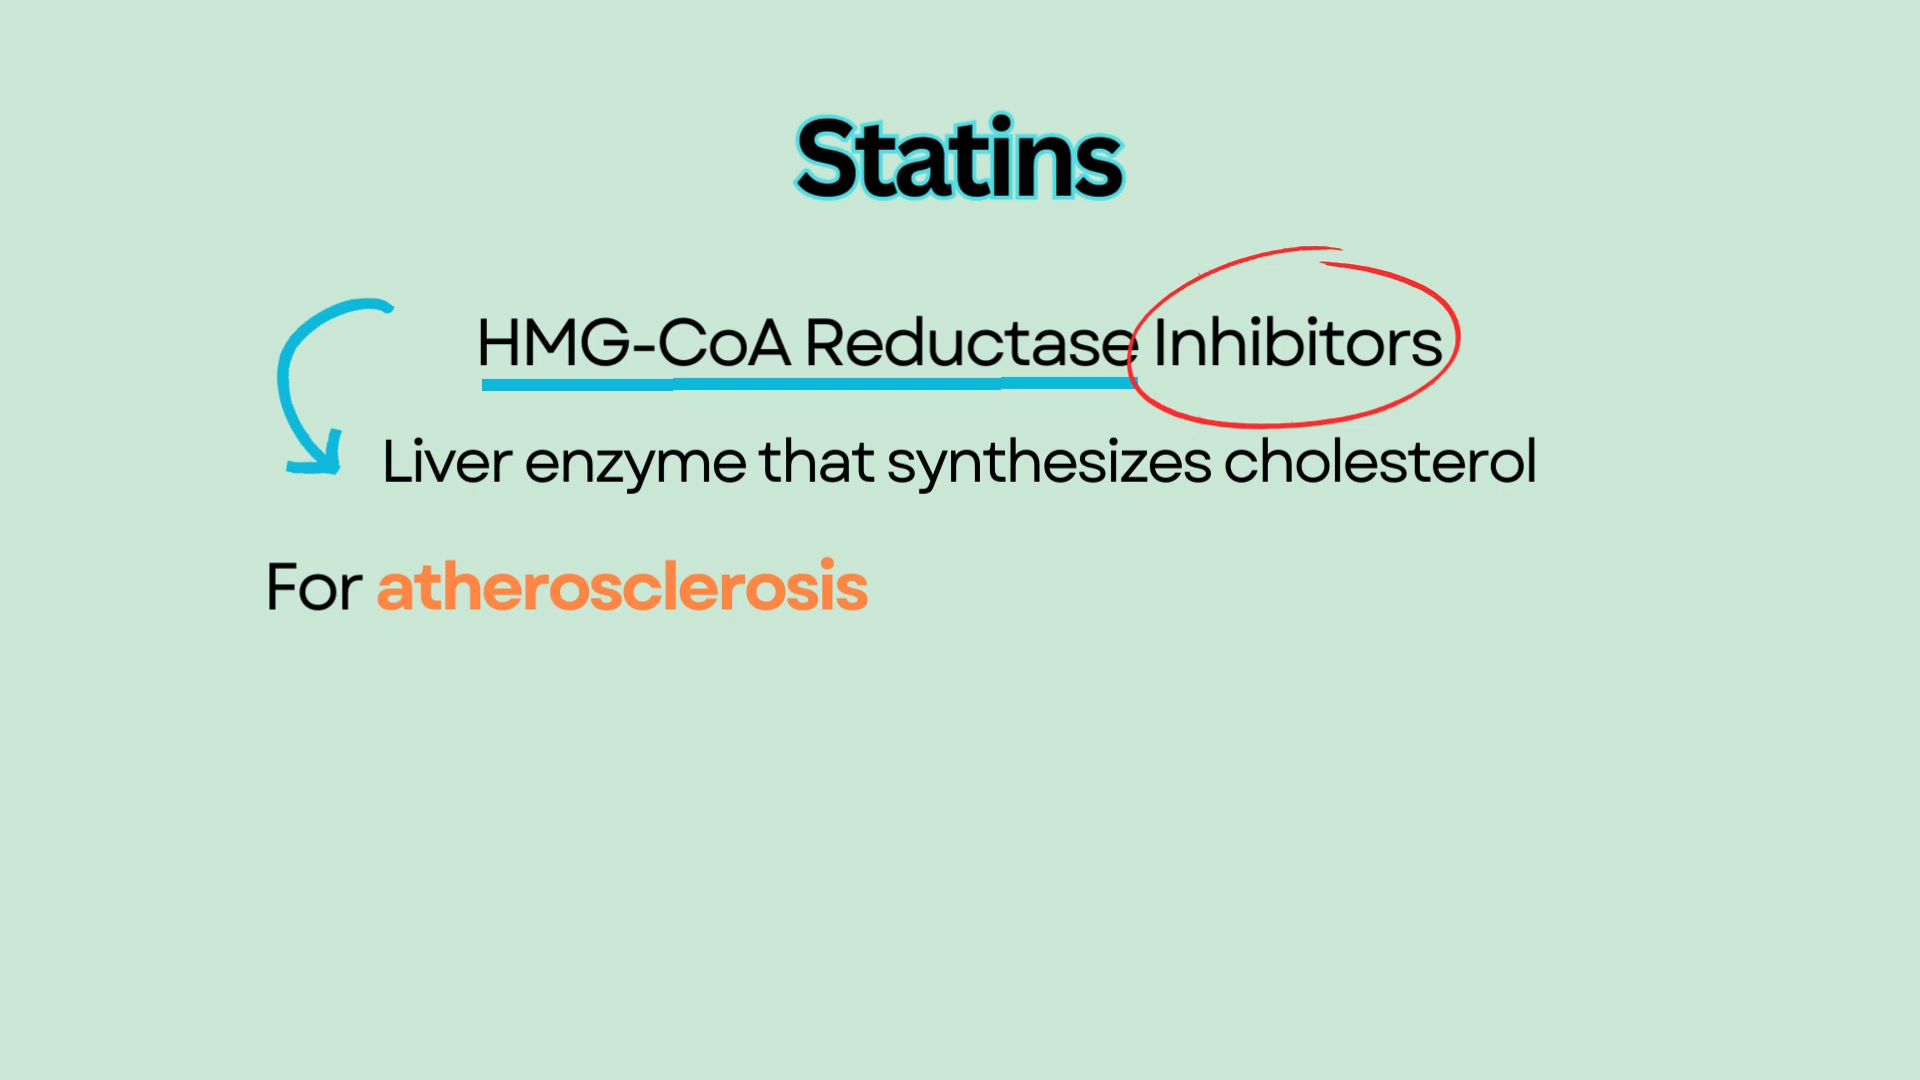 Statins
HMG-CoA Reductase Inhibitors
Liver enzyme that synthesizes cholesterol
For atherosclerosis